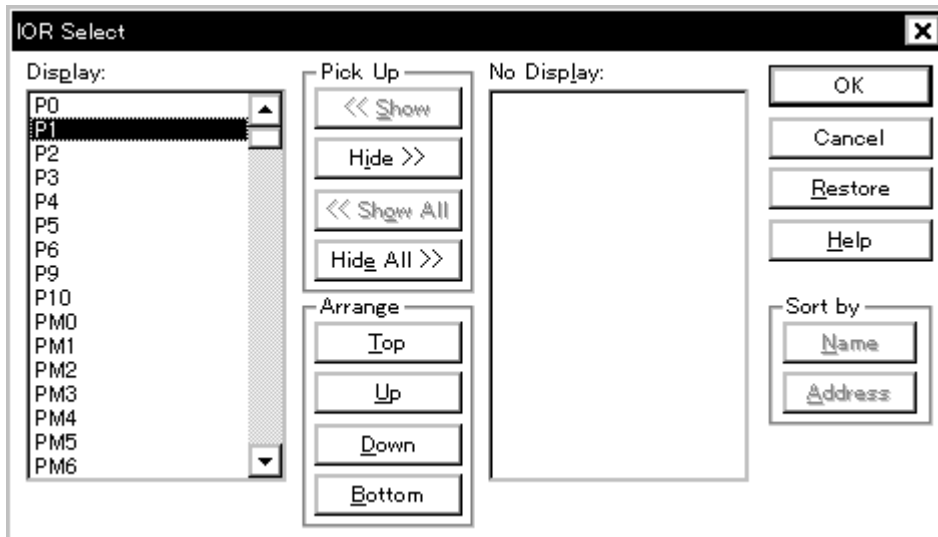 IOR Select
Display:
P0
P1
P2
P3
P4
P5
P6
P9
P10
PM0
PM1
PM2
PM3
PM4
PM5
PM6
Pick Up
<< Show
Hide >>
<< Show All
Hide All >>
Arrange
Top
Up
Down
Bottom
No Display:
OK
Cancel
Restore
Help
Sort by
Name
Address